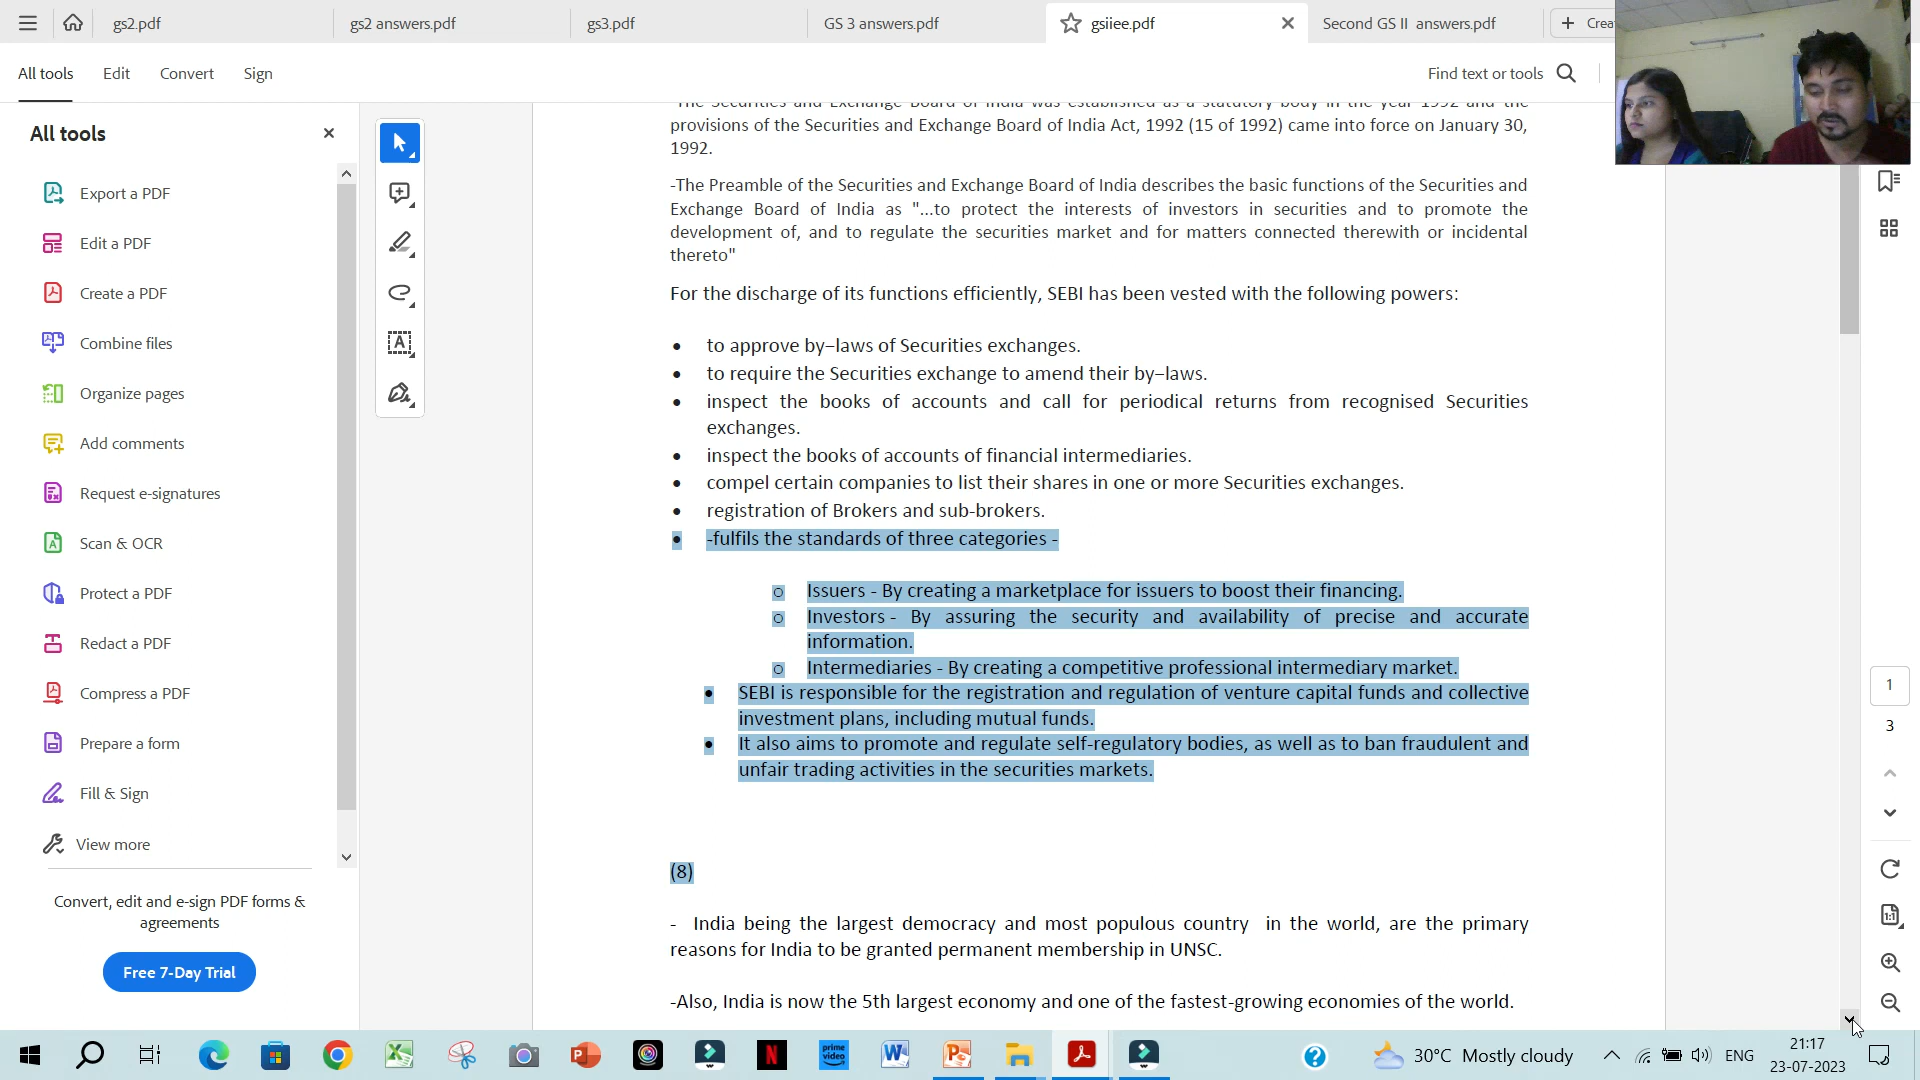 gs2.pdf
gs2 answers.pdf
gs3.pdf
GS 3 answers.pdf
gsiiee.pdf
Second GS II  answers.pdf
All tools
Edit
Convert
Sign
Find text or tools
All tools
Export a PDF
Edit a PDF
Create a PDF
Combine files
Organize pages
Add comments
Request e-signatures
Scan & OCR
Protect a PDF
Redact a PDF
Compress a PDF
Prepare a form
Fill & Sign
View more
Convert, edit and e-sign PDF forms &
agreements
Free 7-Day Trial
-The Securities and Exchange Board of India was established as a statutory body in the year 1992 and the
provisions of the Securities and Exchange Board of India Act, 1992 (15 of 1992) came into force on January 30,
1992.
-The Preamble of the Securities and Exchange Board of India describes the basic functions of the Securities and
Exchange Board of India as "...to protect the interests of investors in securities and to promote the
development of, and to regulate the securities market and for matters connected therewith or incidental
thereto"
For the discharge of its functions efficiently, SEBI has been vested with the following powers:
• to approve by−laws of Securities exchanges.
• to require the Securities exchange to amend their by−laws.
• inspect the books of accounts and call for periodical returns from recognised Securities
exchanges.
• inspect the books of accounts of financial intermediaries.
• compel certain companies to list their shares in one or more Securities exchanges.
• registration of Brokers and sub-brokers.
• -fulfils the standards of three categories -
o Issuers - By creating a marketplace for issuers to boost their financing.
o Investors - By assuring the security and availability of precise and accurate
information.
o Intermediaries - By creating a competitive professional intermediary market.
• SEBI is responsible for the registration and regulation of venture capital funds and collective
investment plans, including mutual funds.
• It also aims to promote and regulate self-regulatory bodies, as well as to ban fraudulent and
unfair trading activities in the securities markets.
(8)
- India being the largest democracy and most populous country  in the world, are the primary
reasons for India to be granted permanent membership in UNSC.
-Also, India is now the 5th largest economy and one of the fastest-growing economies of the world.
1
3
30°C Mostly cloudy
ENG
21:17
23-07-2023